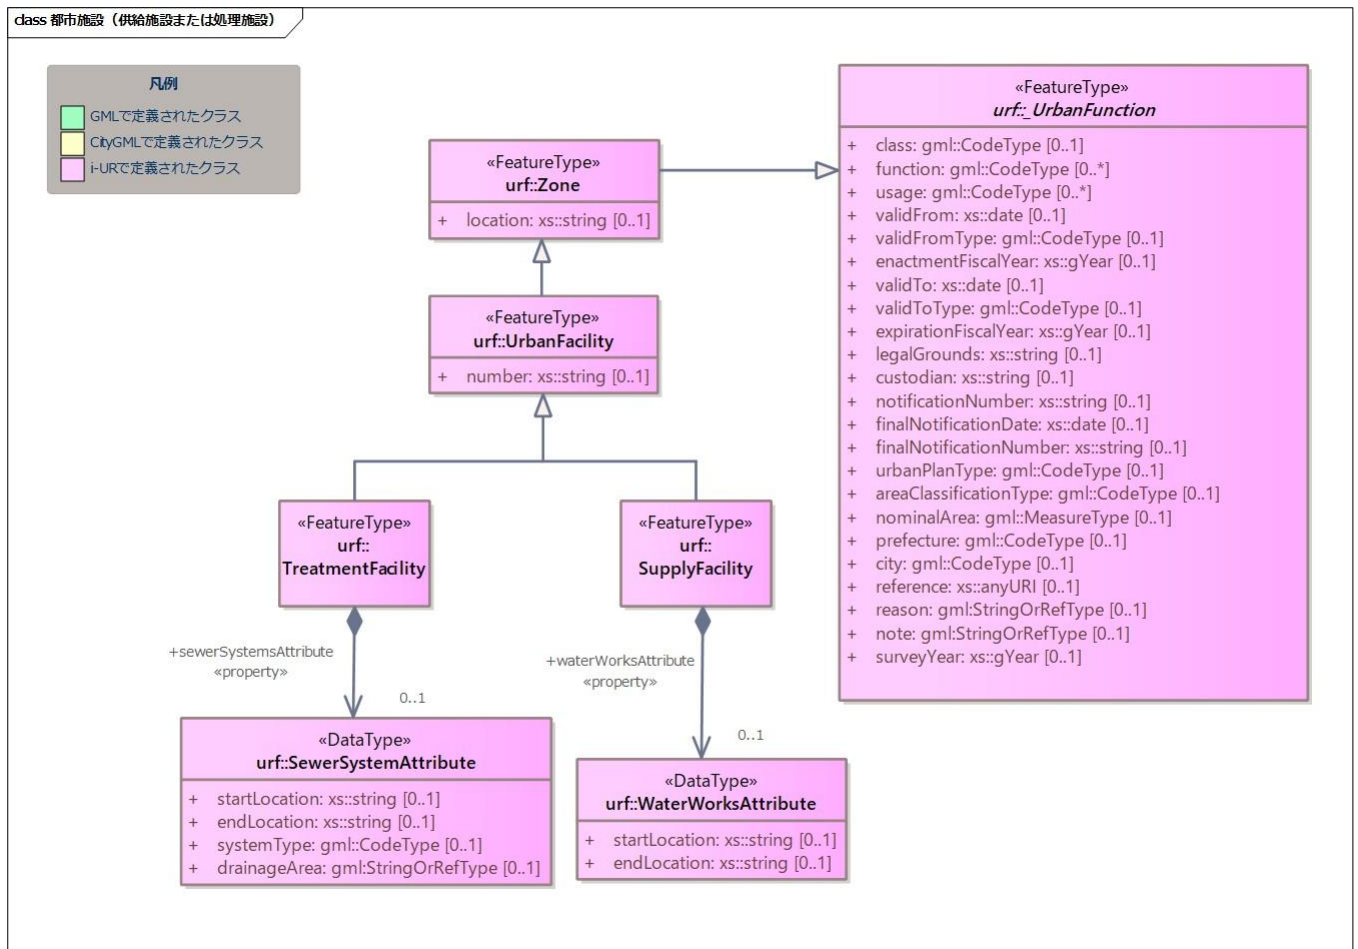 class 都市施設（供給施設または処理施設）
凡例
GMLで定義されたクラス
CityGMLで定義されたクラス
i-URで定義されたクラス
«FeatureType»
urf::_UrbanFunction
+ class: gml::CodeType [0..1]
+ function: gml::CodeType [0..*]
+ usage: gml::CodeType [0..*]
+ validFrom: xs::date [0..1]
+ validFromType: gml::CodeType [0..1]
+ enactmentFiscalYear: xs::gYear [0..1]
+ validTo: xs::date [0..1]
+ validToType: gml::CodeType [0..1]
+ expirationFiscalYear: xs::gYear [0..1]
+ legalGrounds: xs::string [0..1]
+ custodian: xs::string [0..1]
+ notificationNumber: xs::string [0..1]
+ finalNotificationDate: xs::date [0..1]
+ finalNotificationNumber: xs::string [0..1]
+ urbanPlanType: gml::CodeType [0..1]
+ areaClassificationType: gml::CodeType [0..1]
+ nominalArea: gml::MeasureType [0..1]
+ prefecture: gml::CodeType [0..1]
+ city: gml::CodeType [0..1]
+ reference: xs::anyURI [0..1]
+ reason: gml:StringOrRefType [0..1]
+ note: gml:StringOrRefType [0..1]
+ surveyYear: xs::gYear [0..1]
«FeatureType»
urf::Zone
+ location: xs::string [0..1]
«FeatureType»
urf::UrbanFacility
+ number: xs::string [0..1]
«FeatureType»
urf::
TreatmentFacility
«FeatureType»
urf::
SupplyFacility
+sewerSystemsAttribute
«property»
0..1
+waterWorksAttribute
«property»
0..1
«DataType»
urf::SewerSystemAttribute
+ startLocation: xs::string [0..1]
+ endLocation: xs::string [0..1]
+ systemType: gml::CodeType [0..1]
+ drainageArea: gml:StringOrRefType [0..1]
«DataType»
urf::WaterWorksAttribute
+ startLocation: xs::string [0..1]
+ endLocation: xs::string [0..1]